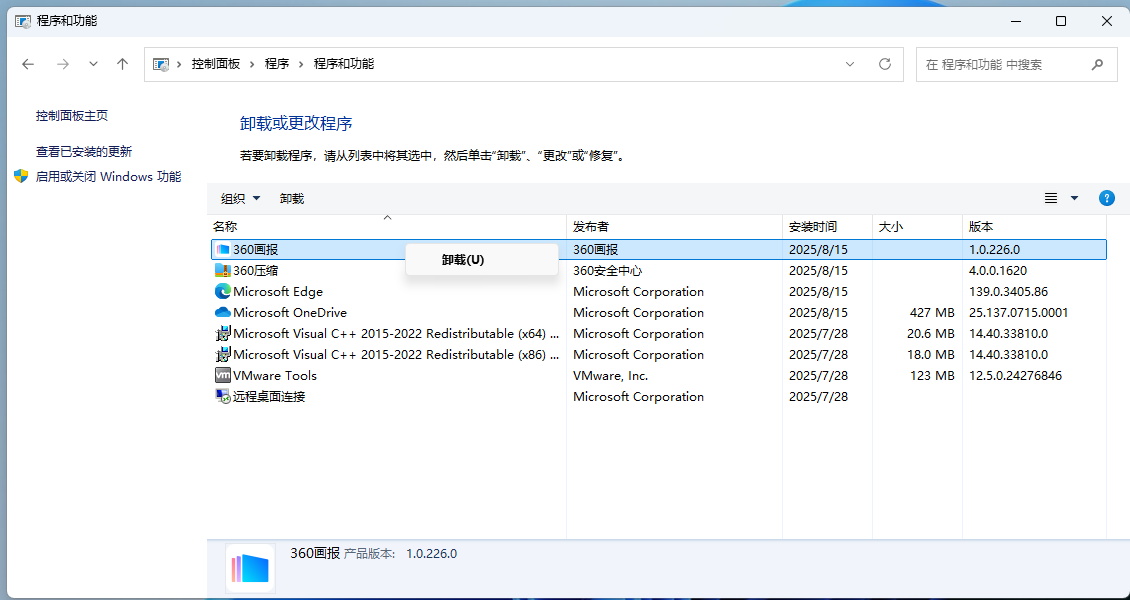 程序和功能
控制面板 程序 程序和功能
在 程序和功能 中搜索
控制面板主页
查看已安装的更新
启用或关闭 Windows 功能
卸载或更改程序
若要卸载程序，请从列表中将其选中，然后单击“卸载”、“更改”或“修复”。
组织 卸载
名称 发布者 安装时间 大小 版本
360画报 360画报 2025/8/15 1.0.226.0
卸载(U)
360压缩 360安全中心 2025/8/15 4.0.0.1620
Microsoft Edge Microsoft Corporation 2025/8/15 139.0.3405.86
Microsoft OneDrive Microsoft Corporation 2025/8/15 427 MB 25.137.0715.0001
Microsoft Visual C++ 2015-2022 Redistributable (x64) ... Microsoft Corporation 2025/7/28 20.6 MB 14.40.33810.0
Microsoft Visual C++ 2015-2022 Redistributable (x86) ... Microsoft Corporation 2025/7/28 18.0 MB 14.40.33810.0
VMware Tools VMware, Inc. 2025/7/28 123 MB 12.5.0.24276846
远程桌面连接 Microsoft Corporation 2025/7/28
360画报 产品版本: 1.0.226.0